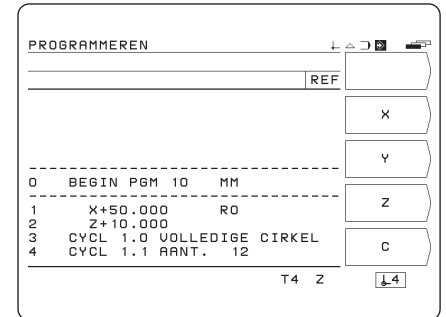 PROGRAMMEREN
REF
X
Y
0 BEGIN PGM 10 MM
Z
1 X+50.000 R0
2 Z+10.000
3 CYCL 1.0 VOLLEDIGE CIRKEL
C
4 CYCL 1.1 AANT. 12
T4 Z
4